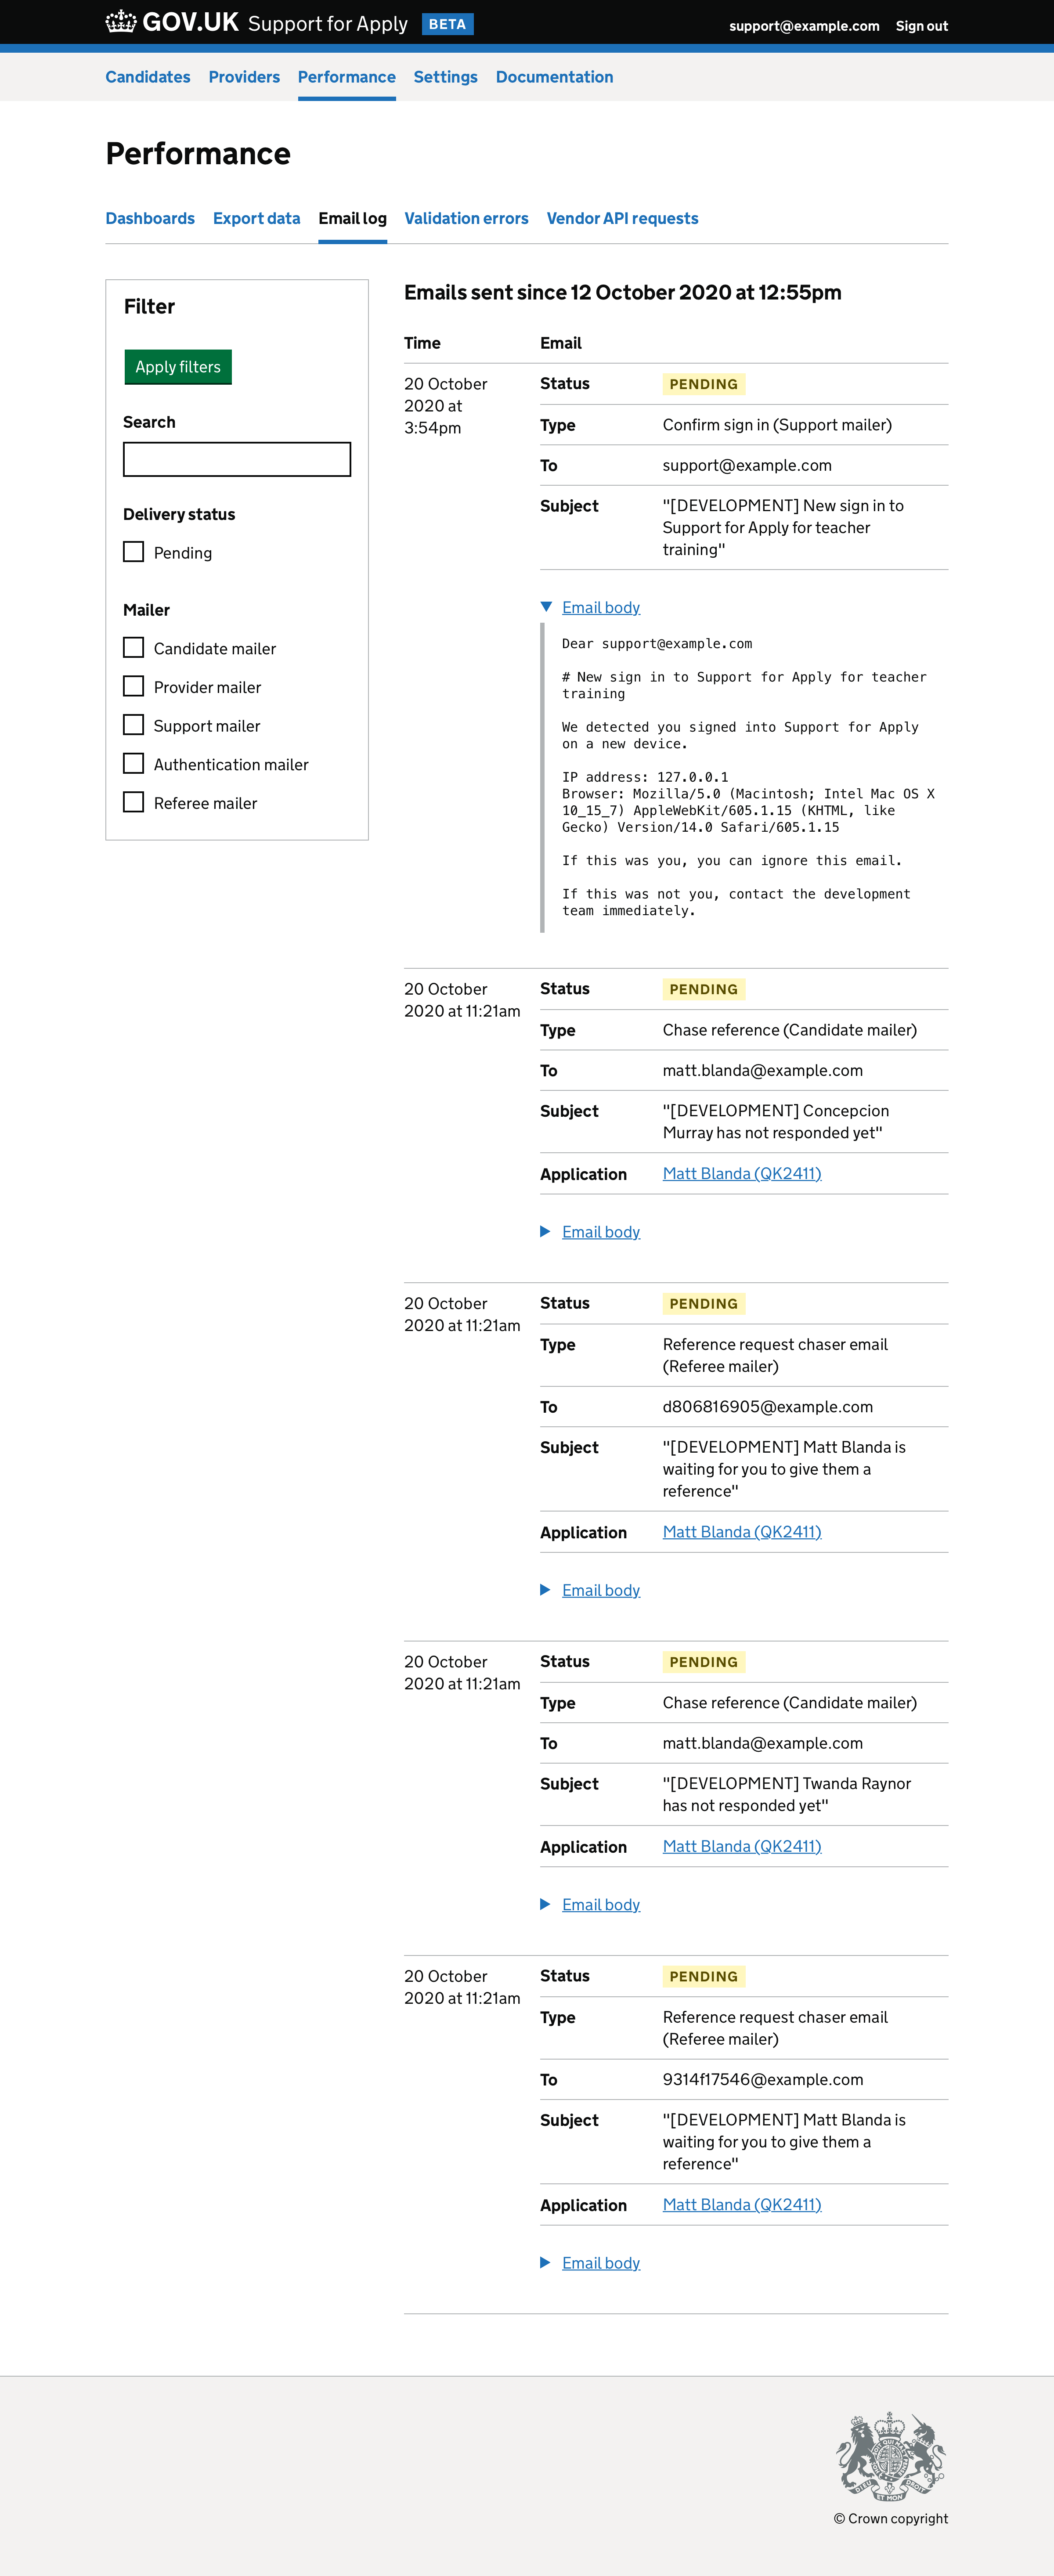 GOV.UK Support for Apply BETA
support@example.com Sign out
Candidates Providers Performance Settings Documentation
Performance
Dashboards Export data Email log Validation errors Vendor API requests
Filter
Apply filters
Search
Delivery status
Pending
Mailer
Candidate mailer
Provider mailer
Support mailer
Authentication mailer
Referee mailer
Emails sent since 12 October 2020 at 12:55pm
Time Email
20 October
2020 at
3:54pm
Status PENDING
Type Confirm sign in (Support mailer)
To support@example.com
Subject "[DEVELOPMENT] New sign in to
Support for Apply for teacher
training"
Email body
Dear support@example.com
# New sign in to Support for Apply for teacher
training
We detected you signed into Support for Apply
on a new device.
IP address: 127.0.0.1
Browser: Mozilla/5.0 (Macintosh; Intel Mac OS X
10_15_7) AppleWebKit/605.1.15 (KHTML, like
Gecko) Version/14.0 Safari/605.1.15
If this was you, you can ignore this email.
If this was not you, contact the development
team immediately.
20 October
2020 at 11:21am
Status PENDING
Type Chase reference (Candidate mailer)
To matt.blanda@example.com
Subject "[DEVELOPMENT] Concepcion
Murray has not responded yet"
Application Matt Blanda (QK2411)
Email body
20 October
2020 at 11:21am
Status PENDING
Type Reference request chaser email
(Referee mailer)
To d806816905@example.com
Subject "[DEVELOPMENT] Matt Blanda is
waiting for you to give them a
reference"
Application Matt Blanda (QK2411)
Email body
20 October
2020 at 11:21am
Status PENDING
Type Chase reference (Candidate mailer)
To matt.blanda@example.com
Subject "[DEVELOPMENT] Twanda Raynor
has not responded yet"
Application Matt Blanda (QK2411)
Email body
20 October
2020 at 11:21am
Status PENDING
Type Reference request chaser email
(Referee mailer)
To 9314f17546@example.com
Subject "[DEVELOPMENT] Matt Blanda is
waiting for you to give them a
reference"
Application Matt Blanda (QK2411)
Email body
DIEU ET MON DROIT
© Crown copyright